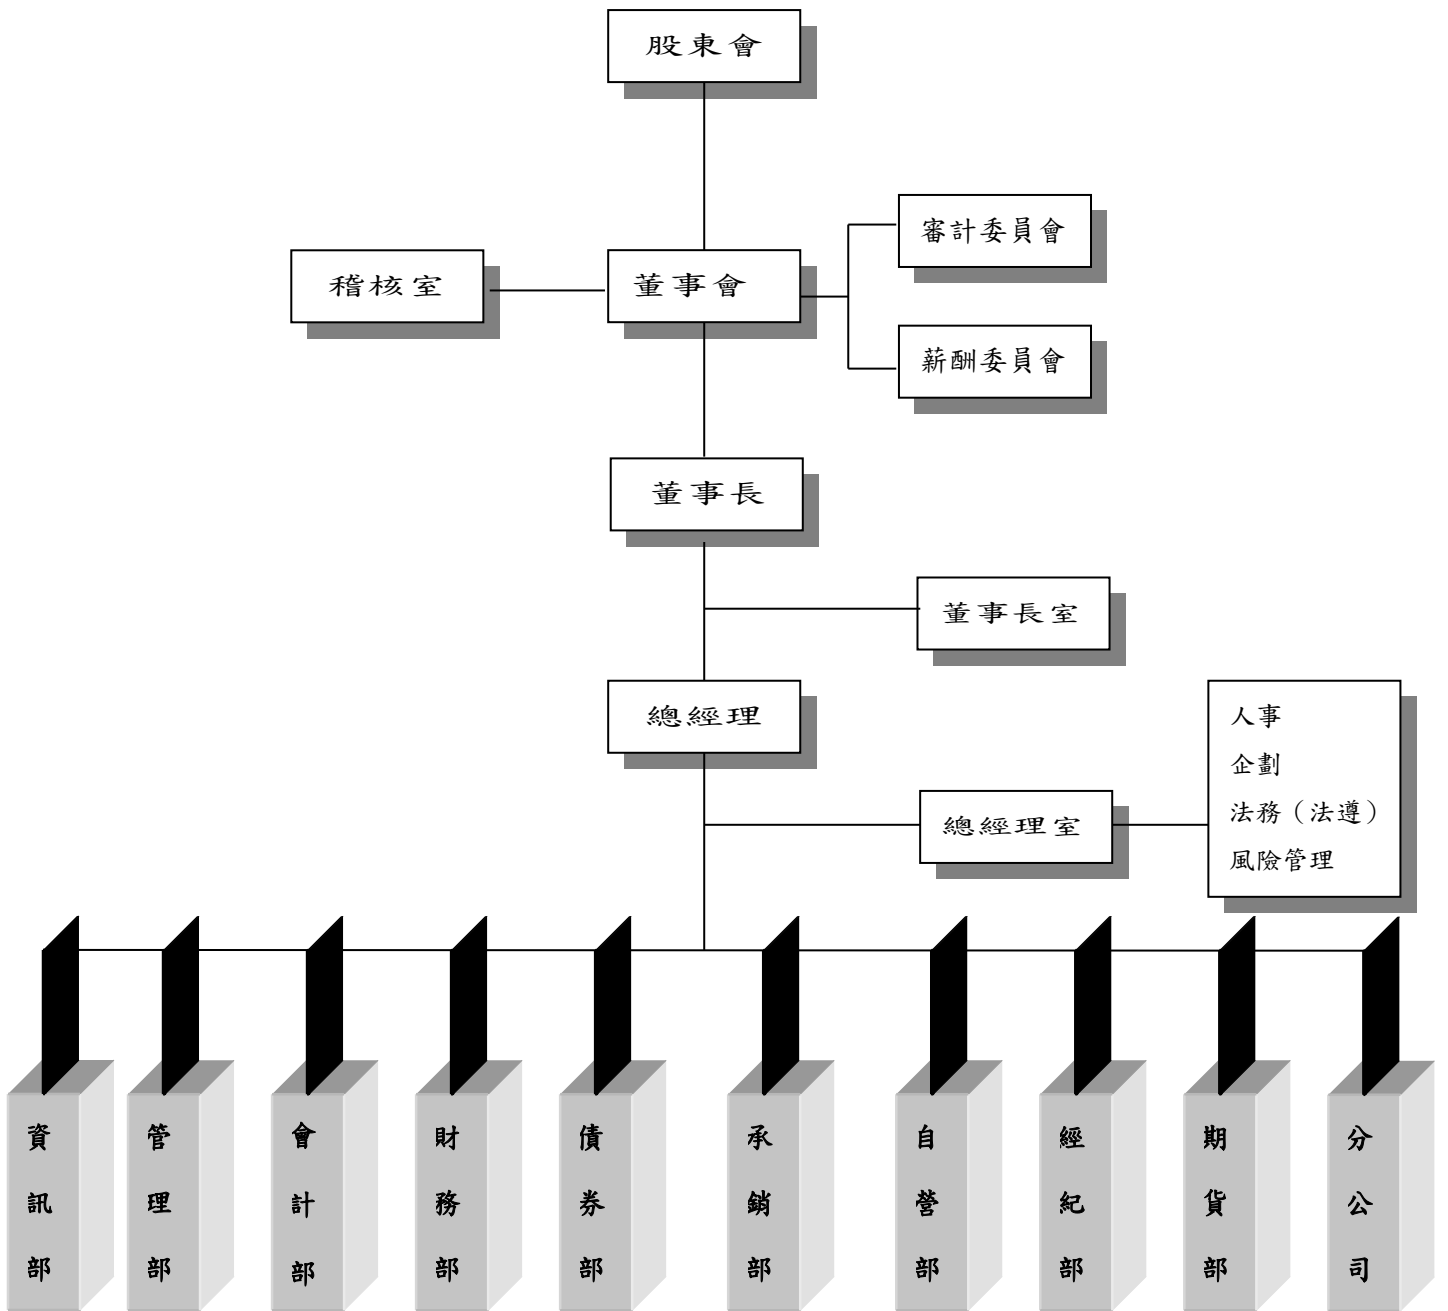 股東會
審計委員會
稽核室
董事會
薪酬委員會
董事長
董事長室
總經理
人事
企劃
法務（法遵）
風險管理
總經理室
資訊部
管理部
會計部
財務部
債券部
承銷部
自營部
經紀部
期貨部
分公司